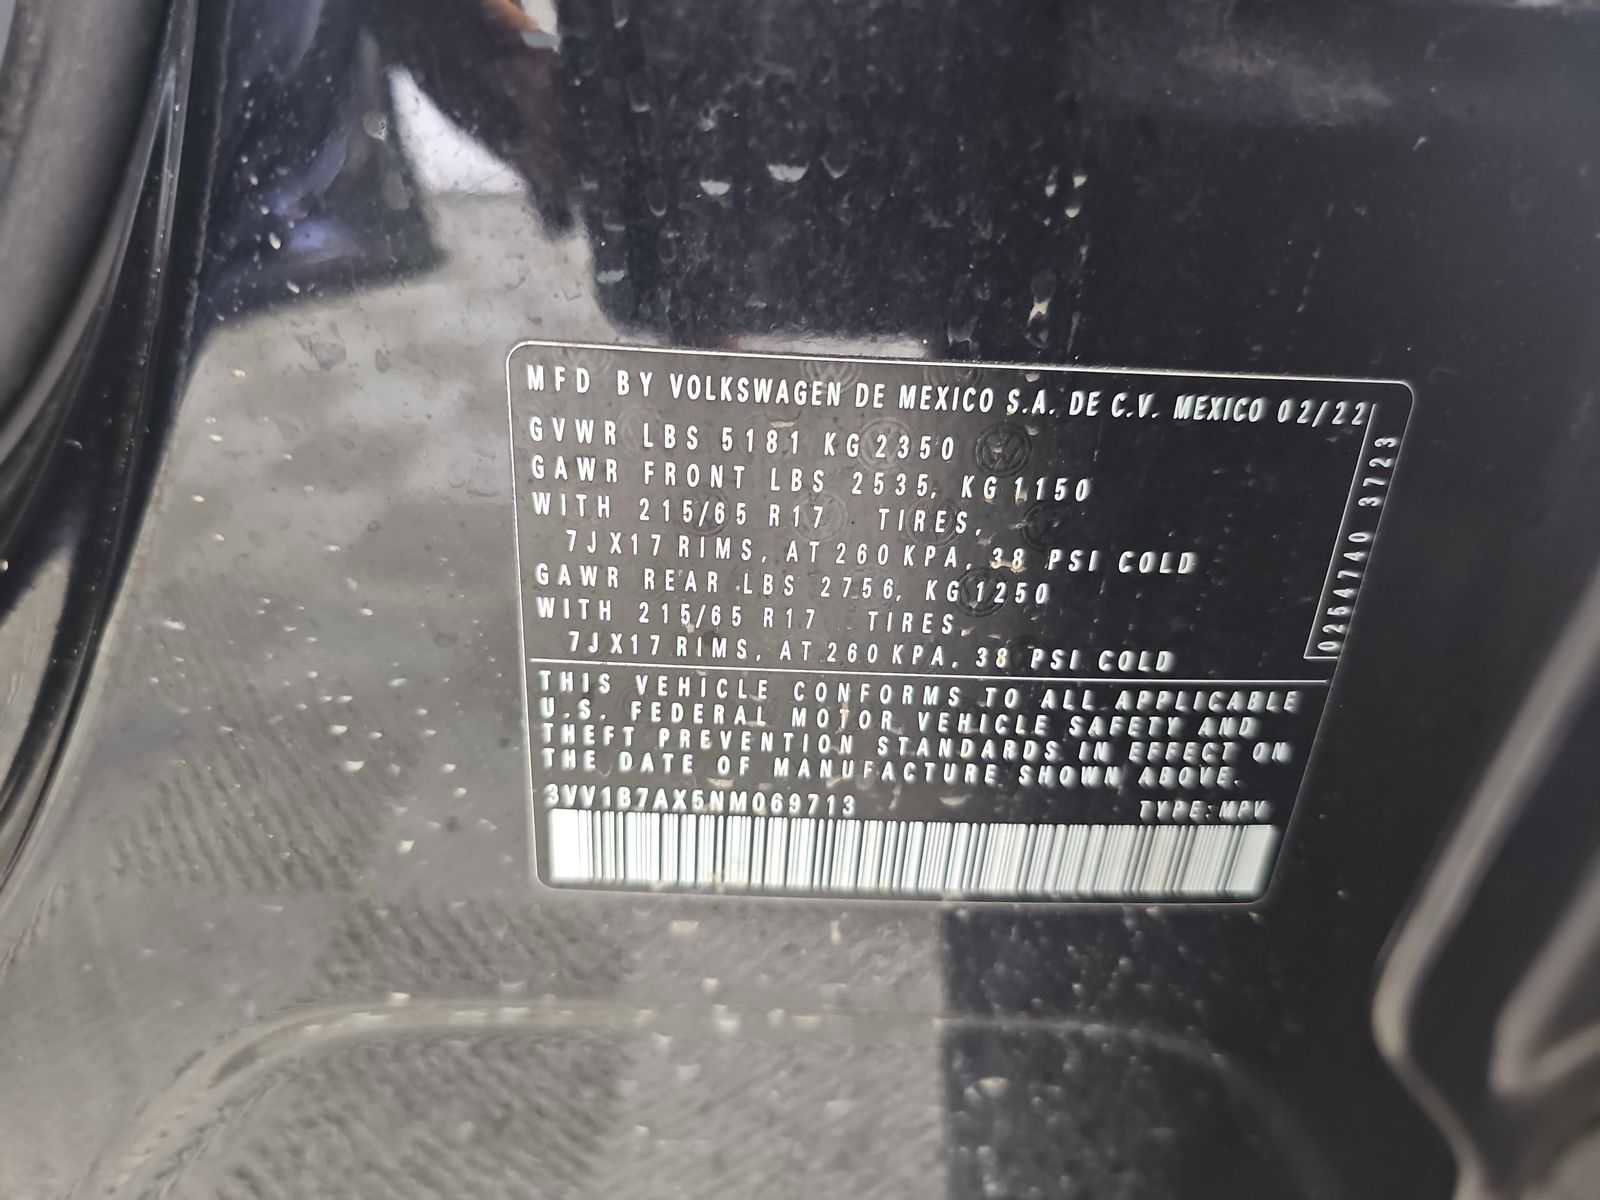 MFD BY VOLKSWAGEN DE MEXICO S.A. DE C.V. MEXICO 02/22
GVWR LBS 5181 KG 2350
GAWR FRONT LBS 2535, KG 1150
WITH 215/65 R17 TIRES,
7JX17 RIMS, AT 260 KPA, 38 PSI COLD
GAWR REAR LBS 2756, KG 1250
WITH 215/65 R17 TIRES,
7JX17 RIMS, AT 260 KPA, 38 PSI COLD
0254740 3723
THIS VEHICLE CONFORMS TO ALL APPLICABLE
U.S. FEDERAL MOTOR VEHICLE SAFETY AND
THEFT PREVENTION STANDARDS IN EFFECT ON
THE DATE OF MANUFACTURE SHOWN ABOVE.
3VV1B7AX5NM069713 TYPE: MPV